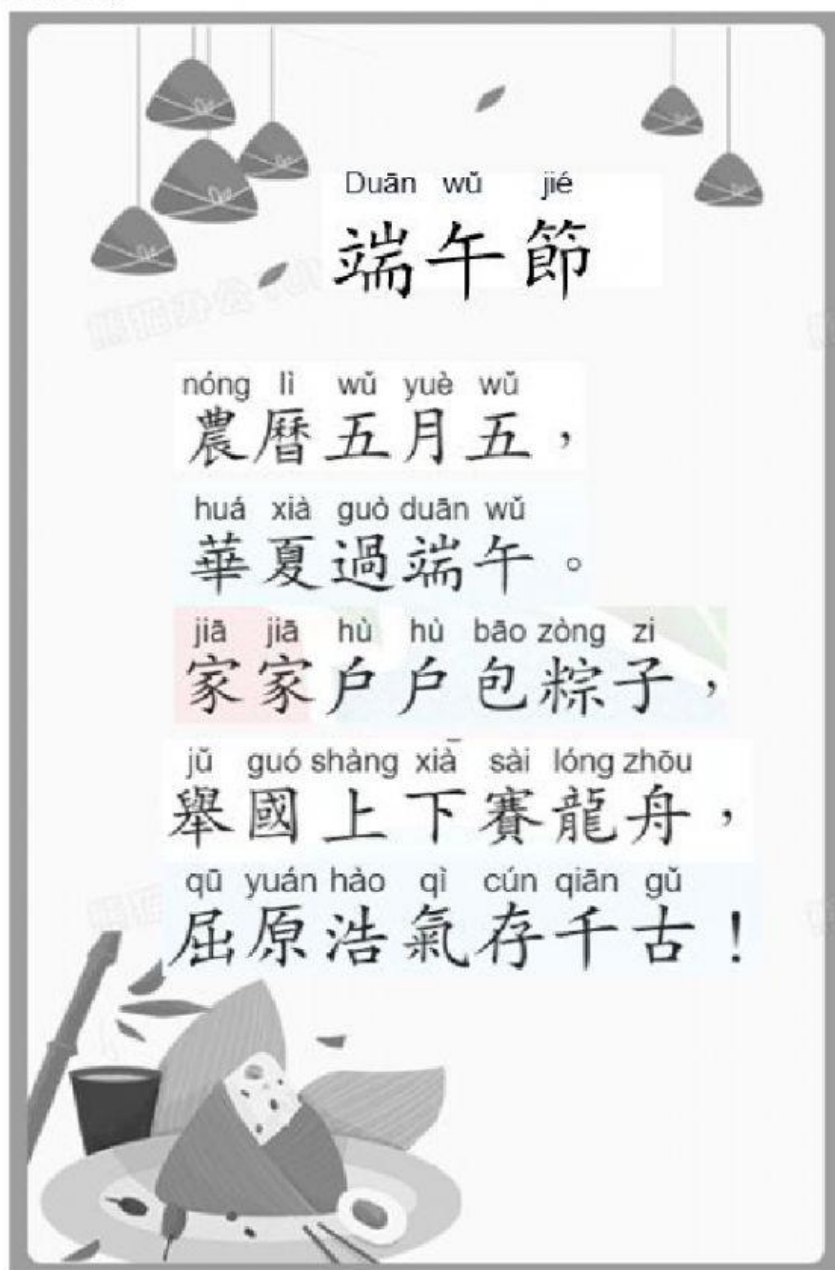 Duān wǔ jié
端午節
nóng lì wǔ yuè wǔ
農曆五月五，
huá xià guò duān wǔ
華夏過端午。
jiā jiā hù hù bāo zòng zi
家家户户包粽子，
jǔ guó shàng xià sài lóng zhōu
舉國上下賽龍舟，
qū yuán hào qì cún qiān gǔ
屈原浩氣存千古！